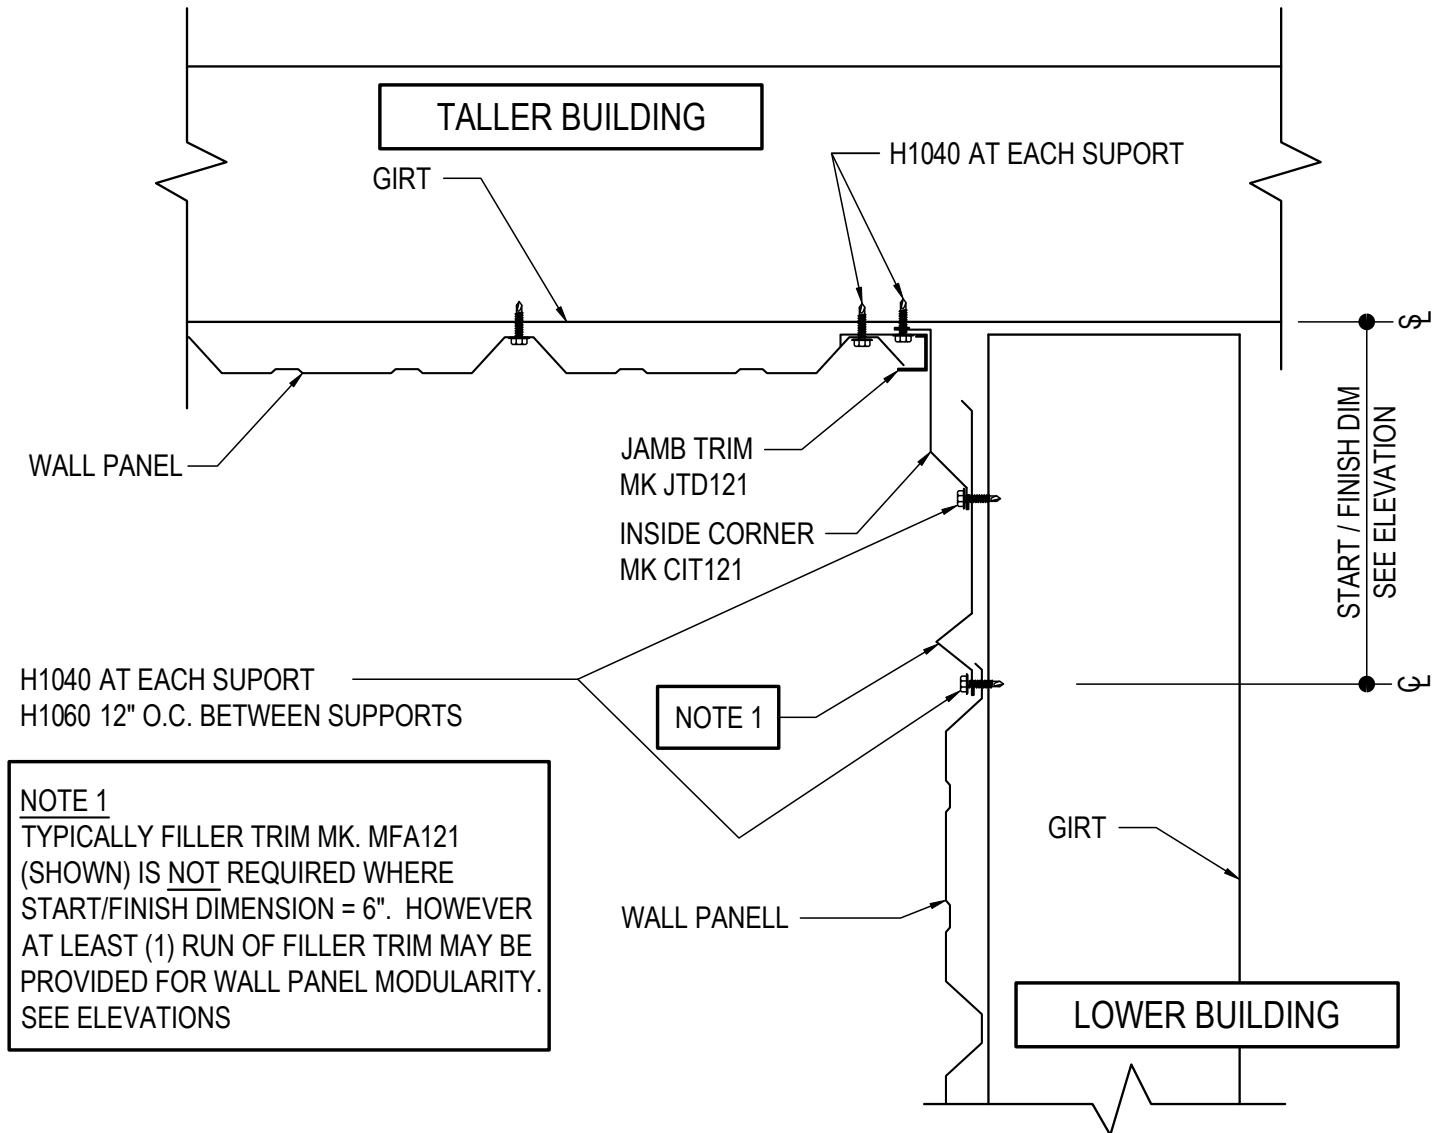 TALLER BUILDING
H1040 AT EACH SUPORT
GIRT
SL
WALL PANEL
JAMB TRIM
MK JTD121
INSIDE CORNER
MK CIT121
START / FINISH DIM
SEE ELEVATION
H1040 AT EACH SUPORT
H1060 12" O.C. BETWEEN SUPPORTS
NOTE 1
CL
NOTE 1
TYPICALLY FILLER TRIM MK. MFA121
(SHOWN) IS NOT REQUIRED WHERE
START/FINISH DIMENSION = 6". HOWEVER
AT LEAST (1) RUN OF FILLER TRIM MAY BE
PROVIDED FOR WALL PANEL MODULARITY.
SEE ELEVATIONS
GIRT
WALL PANELL
LOWER BUILDING